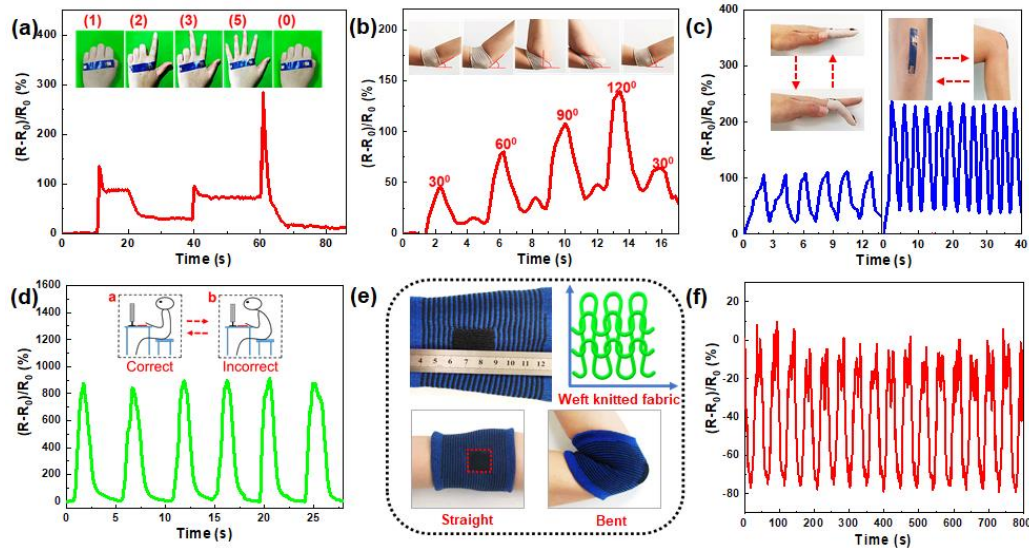 (a)
(1) (2) (3) (5) (0)
(R-R0)/R0 (%)
450
400
300
200
100
0
0 20 40 60 80
Time (s)
(b)
(R-R0)/R0 (%)
200
150
100
50
0
30⁰
60⁰
90⁰
120⁰
30⁰
0 2 4 6 8 10 12 14 16
Time (s)
(c)
(R-R0)/R0 (%)
400
300
200
100
0
0 3 6 9 12 0 10 20 30 40
Time (s)
(d)
(R-R0)/R0 (%)
1600
1400
1200
1000
800
600
400
200
0
a b
Correct Incorrect
0 5 10 15 20 25
Time (s)
(e)
4 5 6 7 8 9 10 11 12
Weft knitted fabric
Straight Bent
(f)
(R-R0)/R0 (%)
20
0
-20
-40
-60
-80
0 100 200 300 400 500 600 700 800
Time (s)